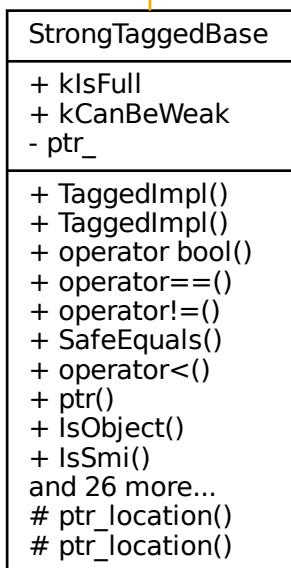 StrongTaggedBase
+ kIsFull
+ kCanBeWeak
- ptr_
+ TaggedImpl()
+ TaggedImpl()
+ operator bool()
+ operator==()
+ operator!=()
+ SafeEquals()
+ operator<()
+ ptr()
+ IsObject()
+ IsSmi()
and 26 more...
# ptr_location()
# ptr_location()